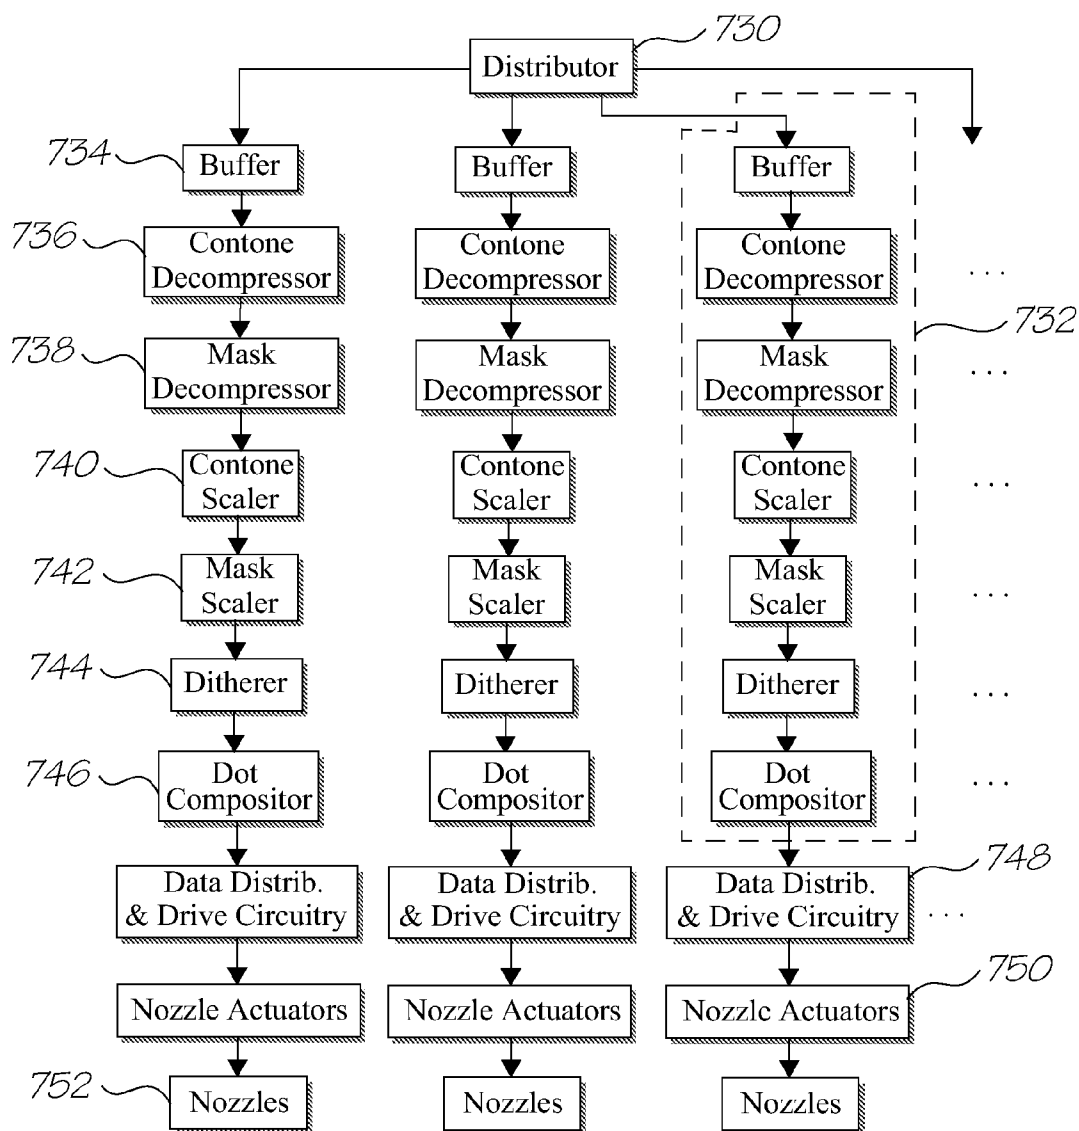 730
Distributor
734
Buffer
Buffer
Buffer
736
Contone
Decompressor
Contone
Decompressor
Contone
Decompressor
. . .
732
738
Mask
Decompressor
Mask
Decompressor
Mask
Decompressor
. . .
740
Contone
Scaler
Contone
Scaler
Contone
Scaler
. . .
742
Mask
Scaler
Mask
Scaler
Mask
Scaler
. . .
744
Ditherer
Ditherer
Ditherer
. . .
746
Dot
Compositor
Dot
Compositor
Dot
Compositor
. . .
748
Data Distrib.
& Drive Circuitry
Data Distrib.
& Drive Circuitry
Data Distrib.
& Drive Circuitry
. . .
750
Nozzle Actuators
Nozzle Actuators
Nozzle Actuators
752
Nozzles
Nozzles
Nozzles